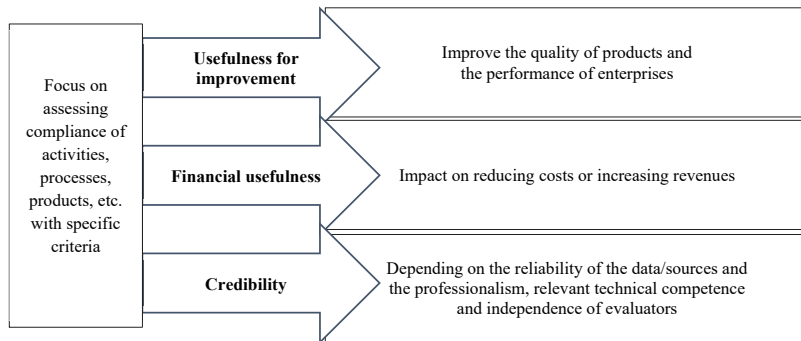 Focus on
assessing
compliance of
activities,
processes,
products, etc.
with specific
criteria
Usefulness for
improvement
Improve the quality of products and
the performance of enterprises
Financial usefulness
Impact on reducing costs or increasing revenues
Credibility
Depending on the reliability of the data/sources and
the professionalism, relevant technical competence
and independence of evaluators